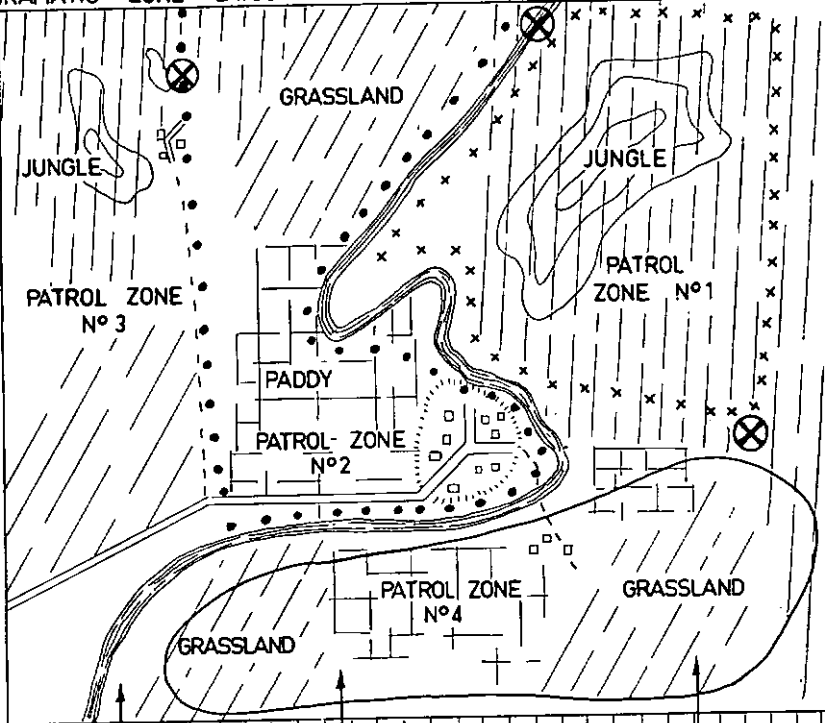 ZONE
GRASSLAND
JUNGLE
JUNGLE
PATROL
ZONE Nº1
PATROL ZONE
Nº 3
PADDY
PATROL- ZONE
Nº2
PATROL ZONE
Nº4
GRASSLAND
GRASSLAND